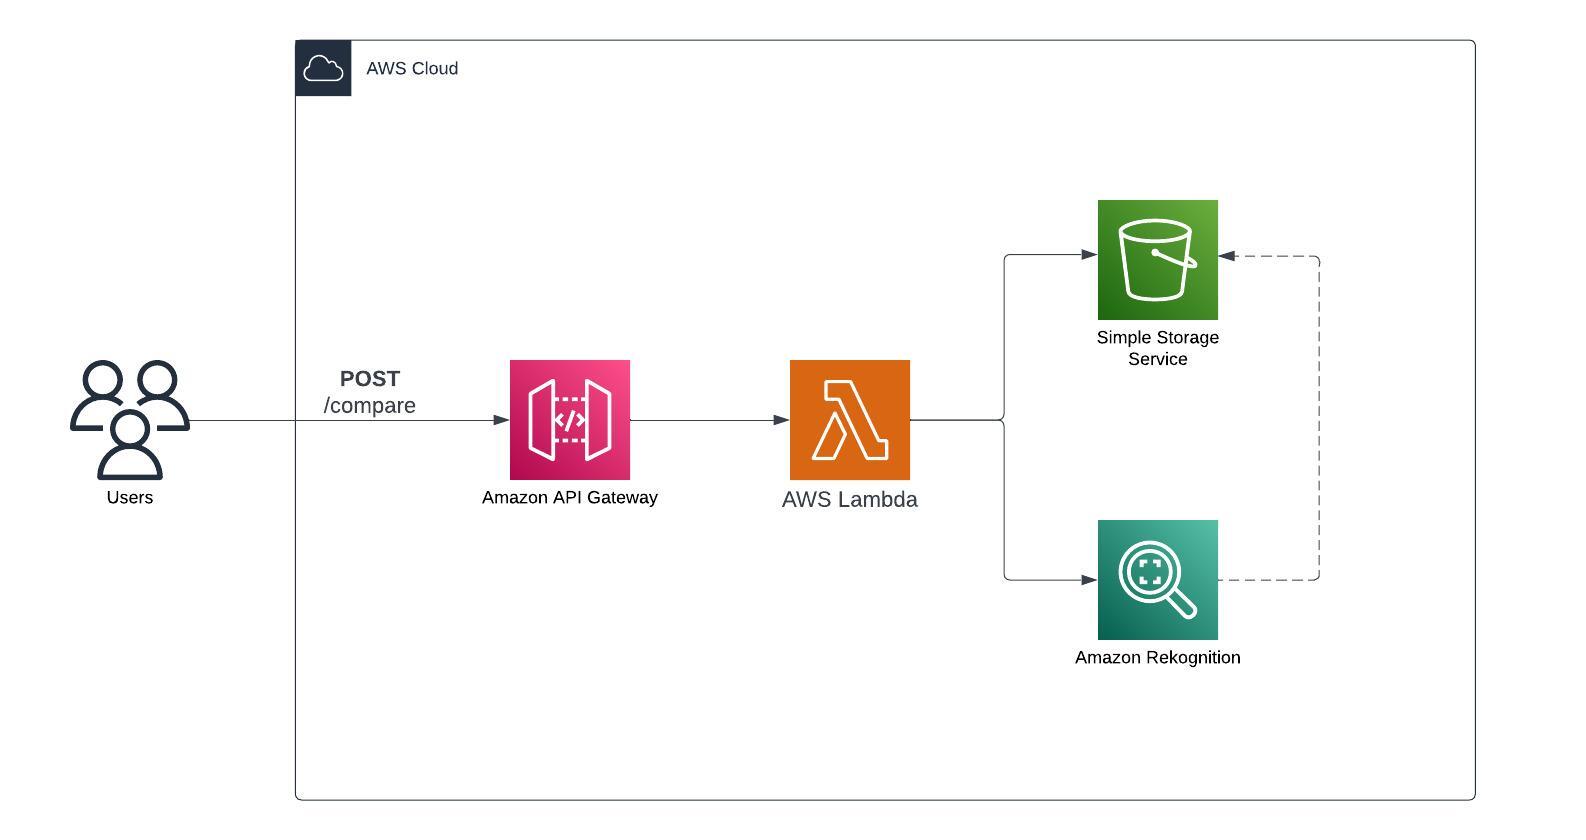 AWS Cloud
POST
/compare
Users
Amazon API Gateway
AWS Lambda
Simple Storage
Service
Amazon Rekognition